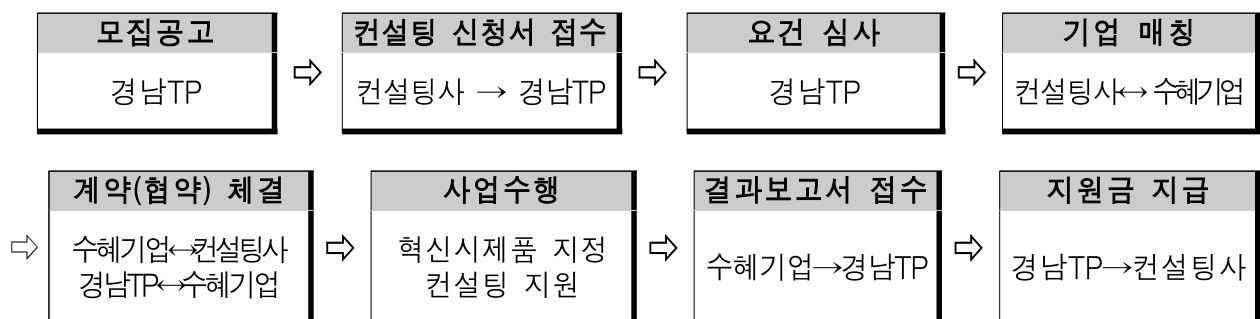 모집공고
경남TP
⇨
컨설팅 신청서 접수
컨설팅사 → 경남TP
⇨
요건 심사
경남TP
⇨
기업 매칭
컨설팅사↔수혜기업
⇨
계약(협약) 체결
수혜기업↔컨설팅사
경남TP↔수혜기업
⇨
사업수행
혁신시제품 지정
컨설팅 지원
⇨
결과보고서 접수
수혜기업→경남TP
⇨
지원금 지급
경남TP→컨설팅사